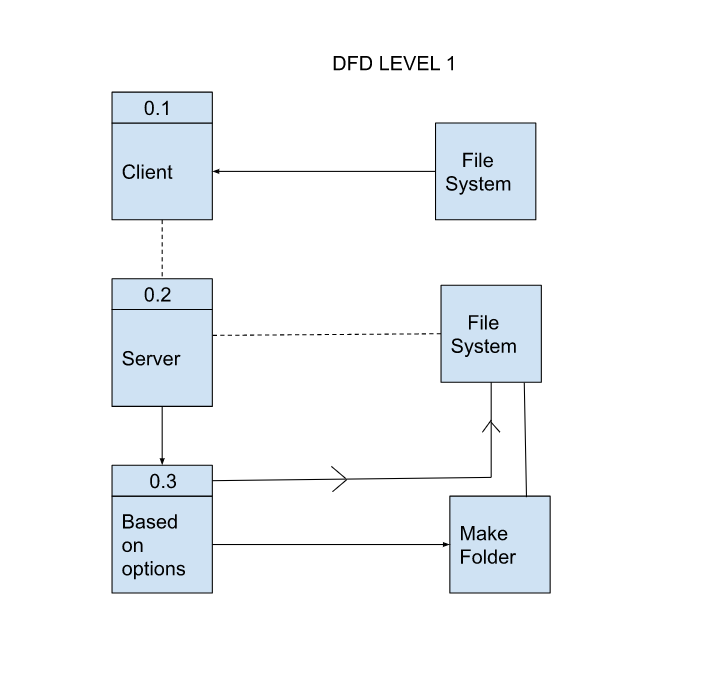 DFD LEVEL 1
0.1
Client
File
System
0.2
Server
File
System
0.3
Based
on
options
Make
Folder